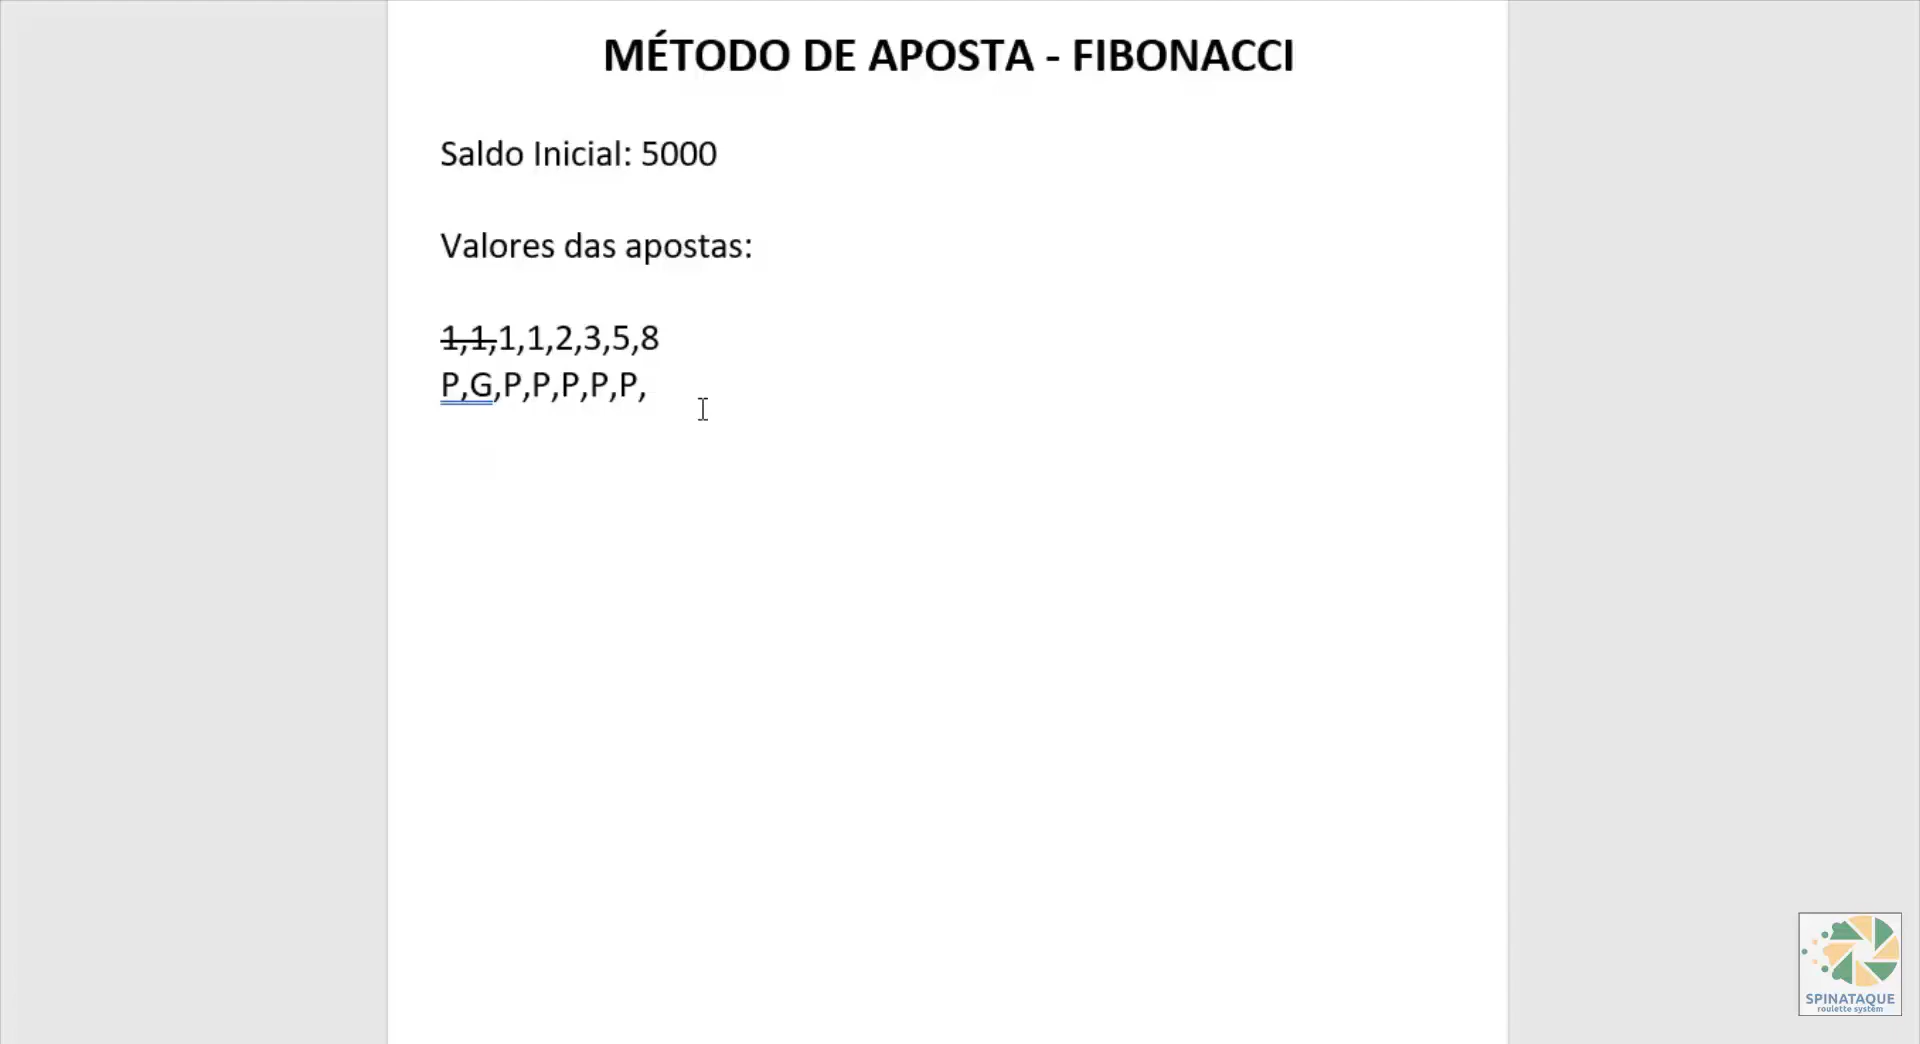 MÉTODO DE APOSTA - FIBONACCI
Saldo Inicial: 5000
Valores das apostas:
1,1,1,1,2,3,5,8
P,G,P,P,P,P,P,
SPINATAQUE
roulette system